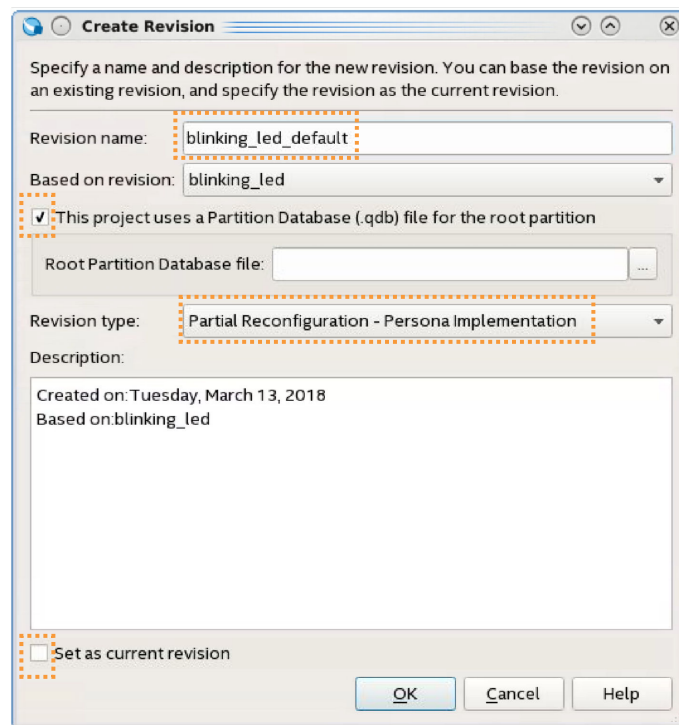 Create Revision
Specify a name and description for the new revision. You can base the revision on
an existing revision, and specify the revision as the current revision.
Revision name: blinking_led_default
Based on revision: blinking_led
This project uses a Partition Database (.qdb) file for the root partition
Root Partition Database file: ...
Revision type: Partial Reconfiguration - Persona Implementation
Description:
Created on:Tuesday, March 13, 2018
Based on:blinking_led
Set as current revision
OK Cancel Help